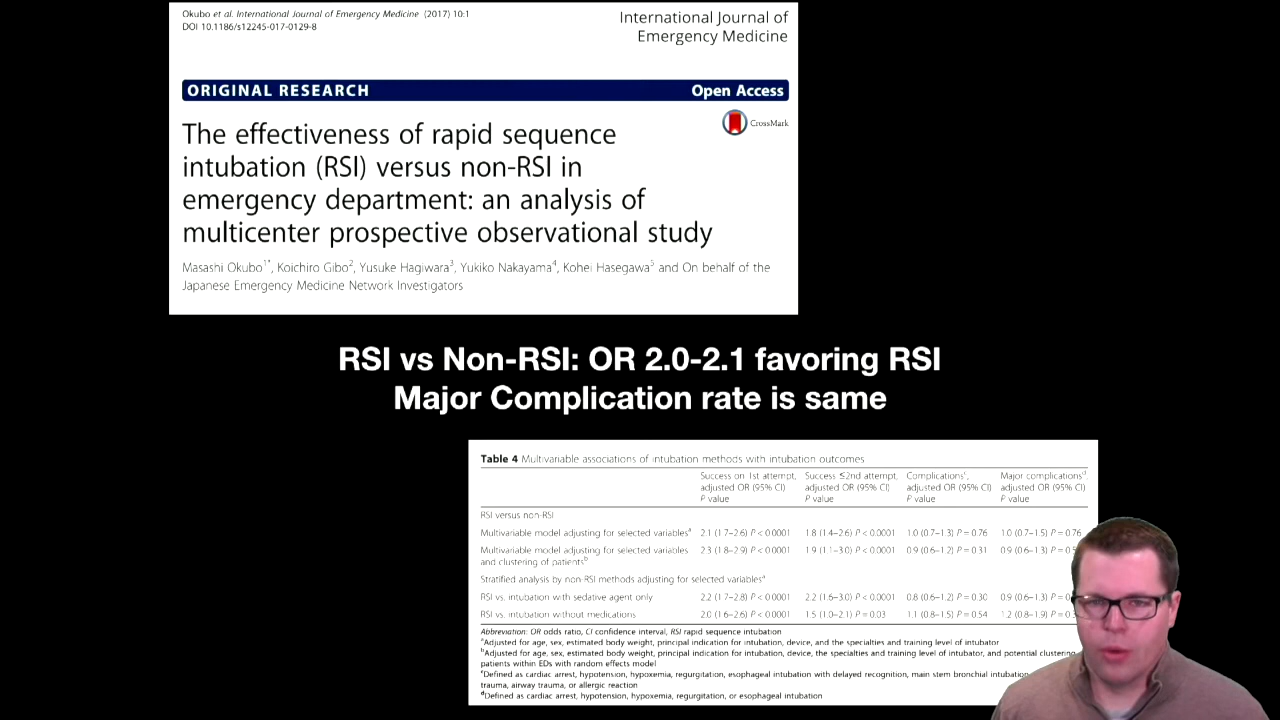 Okubo et al. International Journal of Emergency Medicine (2017) 10:1
DOI 10.1186/s12245-017-0129-8
International Journal of
Emergency Medicine
ORIGINAL RESEARCH
Open Access
CrossMark
The effectiveness of rapid sequence
intubation (RSI) versus non-RSI in
emergency department: an analysis of
multicenter prospective observational study
Masashi Okubo1*, Koichiro Gibo2, Yusuke Hagiwara3, Yukiko Nakayama4, Kohei Hasegawa5 and On behalf of the
Japanese Emergency Medicine Network Investigators
RSI vs Non-RSI: OR 2.0-2.1 favoring RSI
Major Complication rate is same
Table 4 Multivariable associations of intubation methods with intubation outcomes
Success on 1st attempt, Success ≤2nd attempt, Complicationsc, Major complicationsd,
adjusted OR (95% CI) adjusted OR (95% CI) adjusted OR (95% CI) adjusted OR (95% CI)
P value P value P value P value
RSI versus non-RSI
Multivariable model adjusting for selected variablesa 2.1 (1.7–2.6) P < 0.0001 1.8 (1.4–2.6) P < 0.0001 1.0 (0.7–1.3) P = 0.76 1.0 (0.7–1.5) P = 0.76
Multivariable model adjusting for selected variables 2.3 (1.8–2.9) P < 0.0001 1.9 (1.1–3.0) P < 0.0001 0.9 (0.6–1.2) P = 0.31 0.9 (0.6–1.3) P =
and clustering of patientsb
Stratified analysis by non-RSI methods adjusting for selected variablesa
RSI vs. intubation with sedative agent only 2.2 (1.7–2.8) P < 0.0001 2.2 (1.6–3.0) P < 0.0001 0.8 (0.6–1.2) P = 0.30 0.9 (0.6–1.3) P =
RSI vs. intubation without medications 2.0 (1.6–2.6) P < 0.0001 1.5 (1.0–2.1) P = 0.03 1.1 (0.8–1.5) P = 0.54 1.2 (0.8–1.9) P =
Abbreviation: OR odds ratio, CI confidence interval, RSI rapid sequence intubation
aAdjusted for age, sex, estimated body weight, principal indication for intubation, device, and the specialties and training level of intubator
bAdjusted for age, sex, estimated body weight, principal indication for intubation, device, the specialties and training level of intubator, and potential clustering
patients within EDs with random effects model
cDefined as cardiac arrest, hypotension, hypoxemia, regurgitation, esophageal intubation with delayed recognition, main stem bronchial intubation
trauma, airway trauma, or allergic reaction
dDefined as cardiac arrest, hypotension, hypoxemia, regurgitation, or esophageal intubation